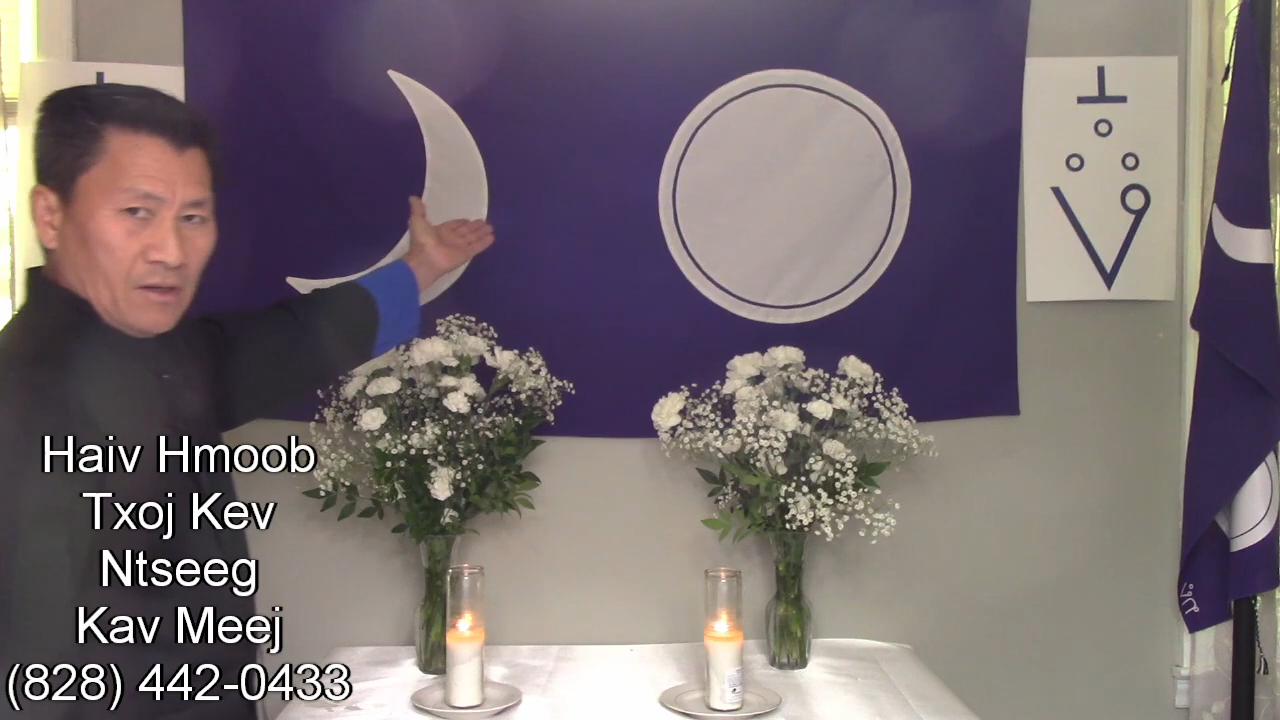 Haiv Hmoob
Txoj Kev
Ntseeg
Kav Meej
(828) 442-0433